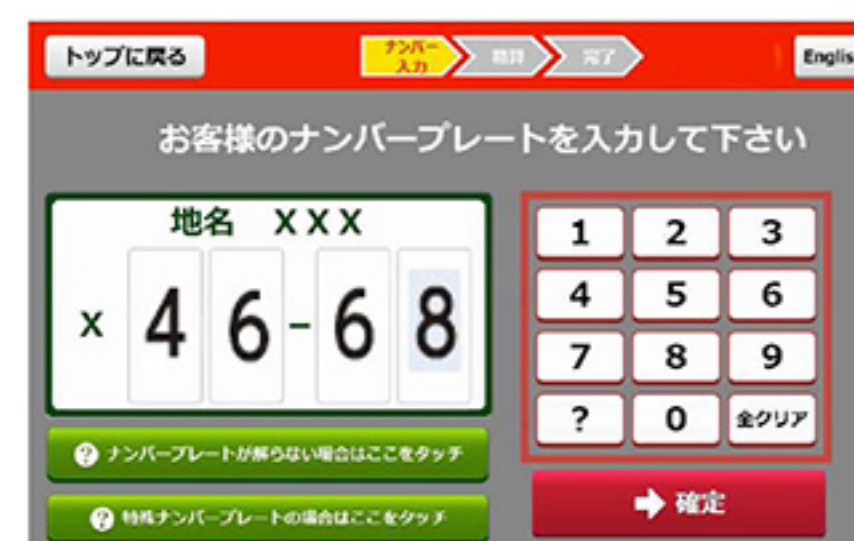 トップに戻る
ナンバー
入力
精算
完了
Englis
お客様のナンバープレートを入力して下さい
地名 XXX
X 46-68
1 2 3
4 5 6
7 8 9
? 0 全クリア
? ナンバープレートが解らない場合はここをタッチ
? 特殊ナンバープレートの場合はここをタッチ
確定